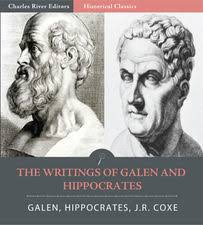 Charles River Editors
Historical Classics
THE WRITINGS OF GALEN AND
HIPPOCRATES
GALEN, HIPPOCRATES, J.R. COXE